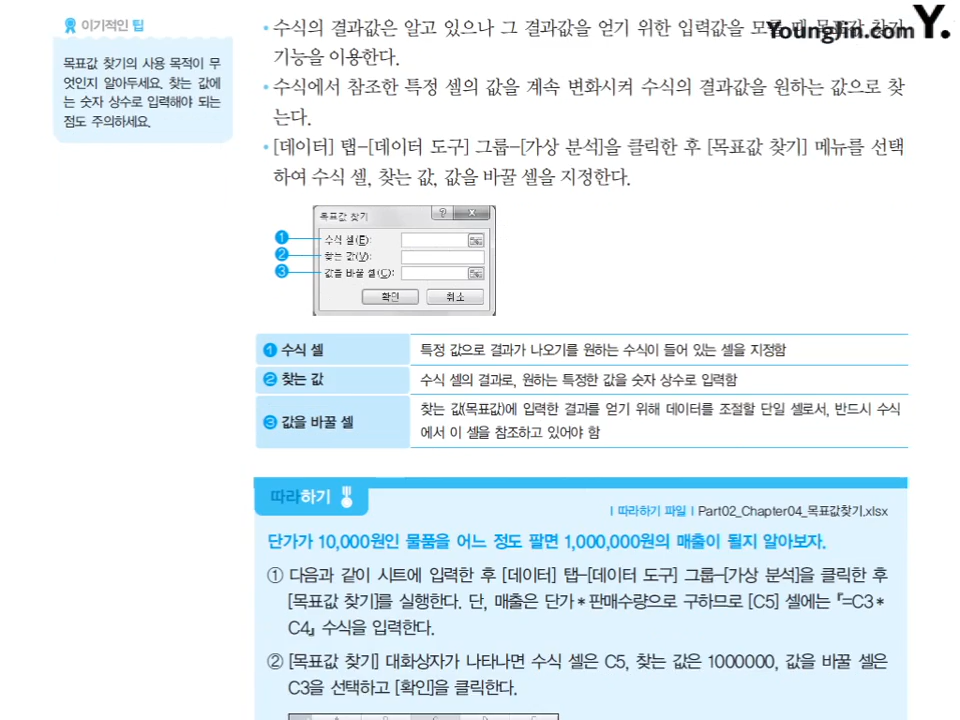 이기적인 팁
목표값 찾기의 사용 목적이 무
엇인지 알아두세요. 찾는 값에
는 숫자 상수로 입력해야 되는
점도 주의하세요.
• 수식의 결과값은 알고 있으나 그 결과값을 얻기 위한 입력값을 모를 때 목표값 찾기
Youngjin.com Y.
기능을 이용한다.
• 수식에서 참조한 특정 셀의 값을 계속 변화시켜 수식의 결과값을 원하는 값으로 찾
는다.
• [데이터] 탭-[데이터 도구] 그룹-[가상 분석]을 클릭한 후 [목표값 찾기] 메뉴를 선택
하여 수식 셀, 찾는 값, 값을 바꿀 셀을 지정한다.
목표값 찾기
① 수식 셀(E):
② 찾는 값(V):
③ 값을 바꿀 셀(C):
확인 취소
① 수식 셀 특정 값으로 결과가 나오기를 원하는 수식이 들어 있는 셀을 지정함
② 찾는 값 수식 셀의 결과로, 원하는 특정한 값을 숫자 상수로 입력함
③ 값을 바꿀 셀 찾는 값(목표값)에 입력한 결과를 얻기 위해 데이터를 조절할 단일 셀로서, 반드시 수식
에서 이 셀을 참조하고 있어야 함
따라하기
| 따라하기 파일 | Part02_Chapter04_목표값찾기.xlsx
단가가 10,000원인 물품을 어느 정도 팔면 1,000,000원의 매출이 될지 알아보자.
① 다음과 같이 시트에 입력한 후 [데이터] 탭-[데이터 도구] 그룹-[가상 분석]을 클릭한 후
[목표값 찾기]를 실행한다. 단, 매출은 단가*판매수량으로 구하므로 [C5] 셀에는 『=C3*
C4』 수식을 입력한다.
② [목표값 찾기] 대화상자가 나타나면 수식 셀은 C5, 찾는 값은 1000000, 값을 바꿀 셀은
C3을 선택하고 [확인]을 클릭한다.